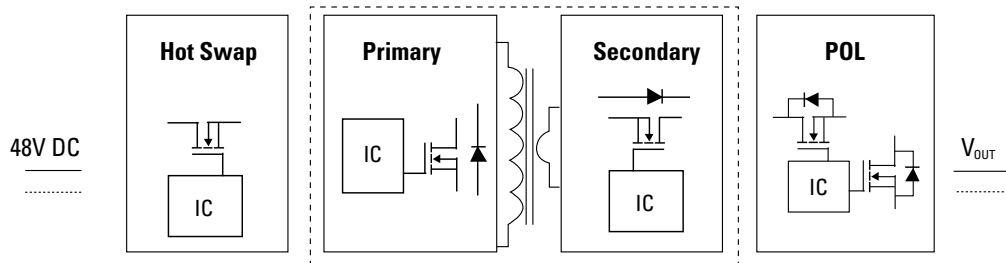 Hot Swap
Primary
Secondary
POL
48V DC
IC
IC
IC
IC
VOUT